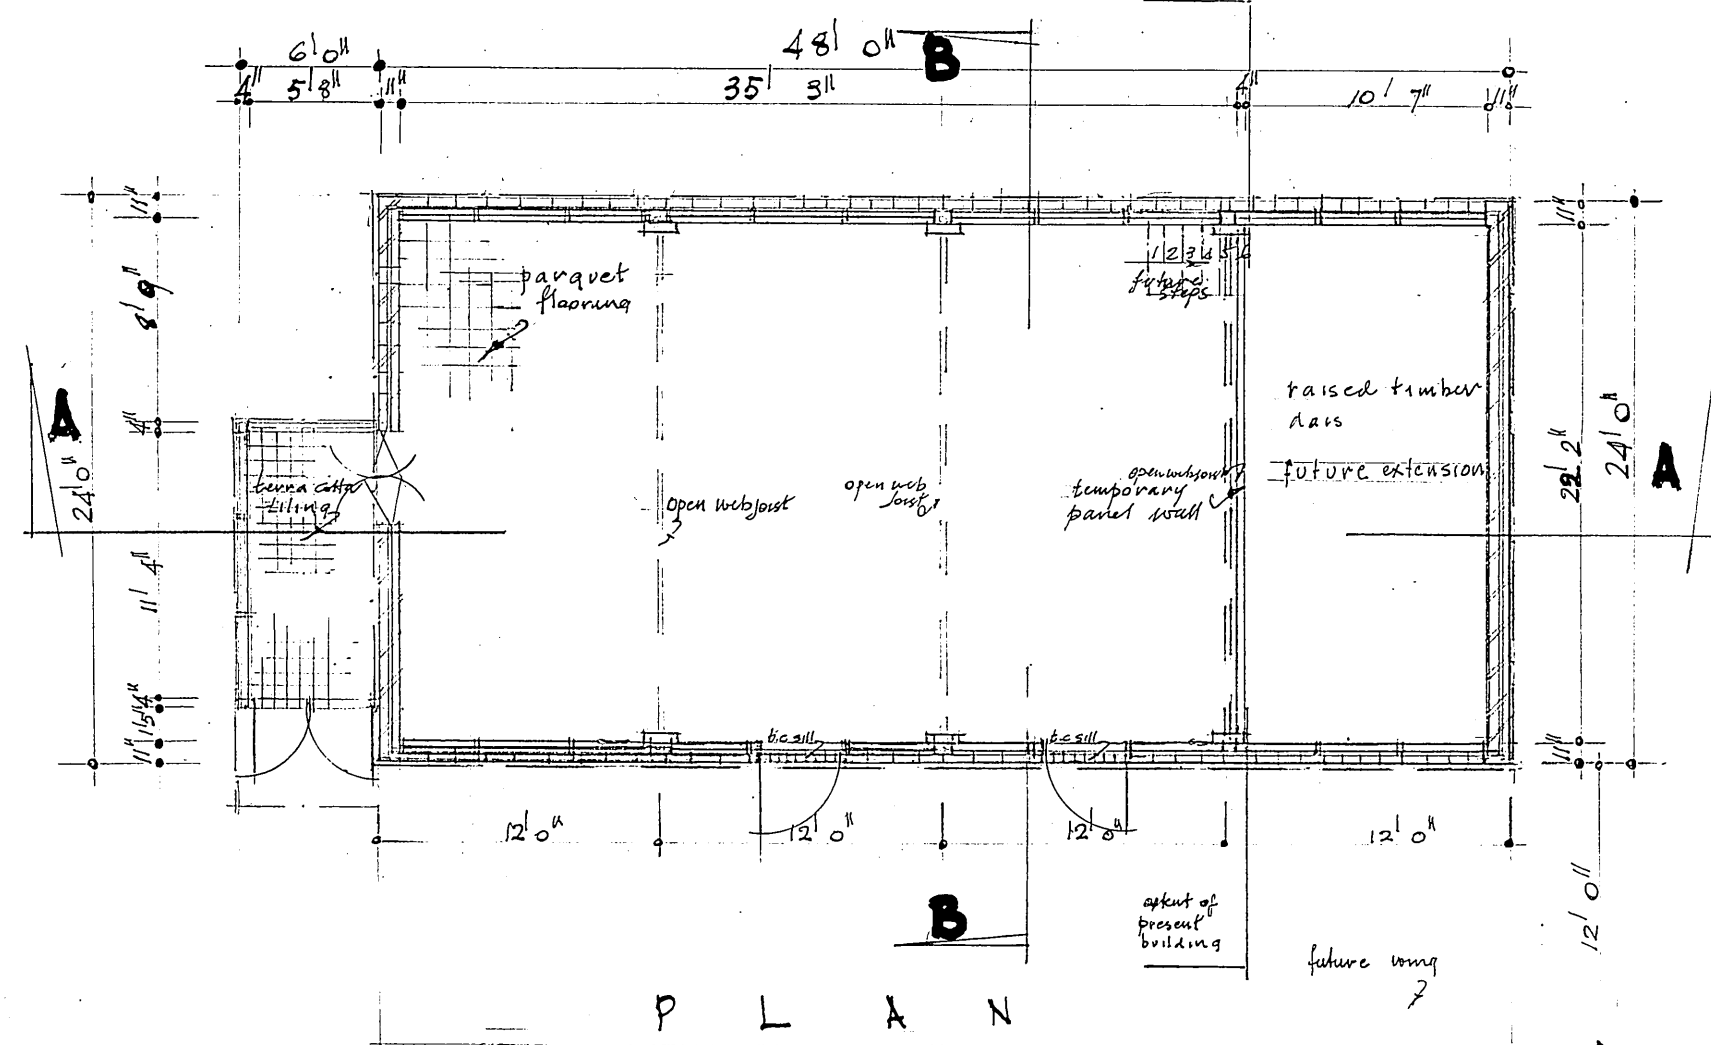 6' 0"
48' 0"
B
4"
5' 8"
11"
35' 3"
4"
10' 7"
11"
11"
8' 9"
4"
11' 4"
1' 5"
4"
11"
24' 0"
A
parquet
flooring
1 2 3 4 5 6
future
steps
raised timber
dais
future extension
terra cotta
tiling
open web joist
open web
joist
open web joist
temporary
panel wall
t.c. sill
t.c. sill
11"
22' 2"
24' 0"
A
11"
12' 0"
12' 0"
12' 0"
12' 0"
12' 0"
B
extent of
present
building
future wing
P L A N